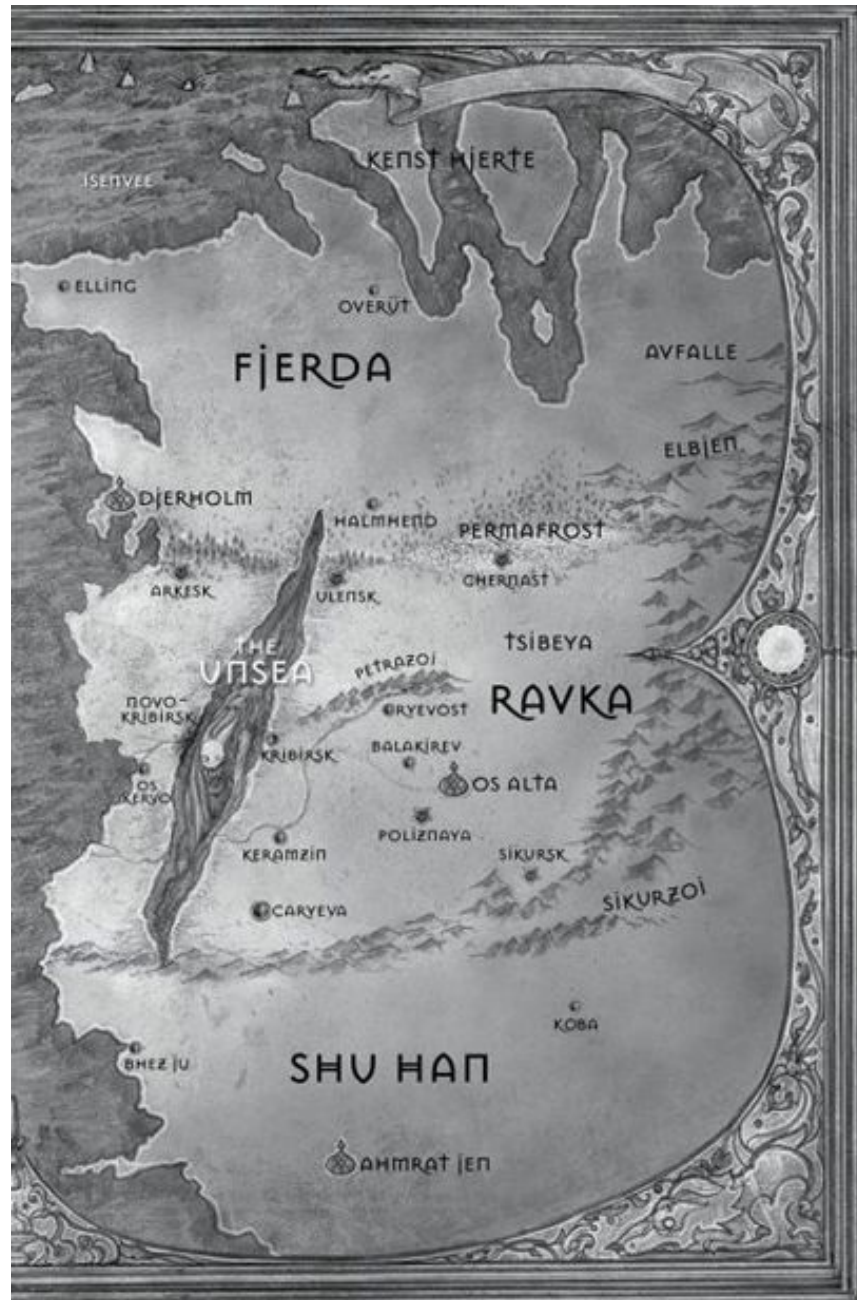 ISENVEE
KENST HJERTE
ELLING
OVERÜT
FJERDA
AVFALLE
ELBJEN
DJERHOLM
HALMHEND
PERMAFROST
CHERNAST
ARKESK
ULENSK
TSIBEYA
THE
UNSEA
PETRAZOI
RAVKA
RYEVOST
NOVO-
KRIBIRSK
KRIBIRSK
BALAKIREV
OS ALTA
OS
KERVO
POLIZNAYA
KERAMZIN
SIKURSK
CARYEVA
SIKURZOI
KOBA
BHEZ JU
SHU HAN
AHMRAT JEN